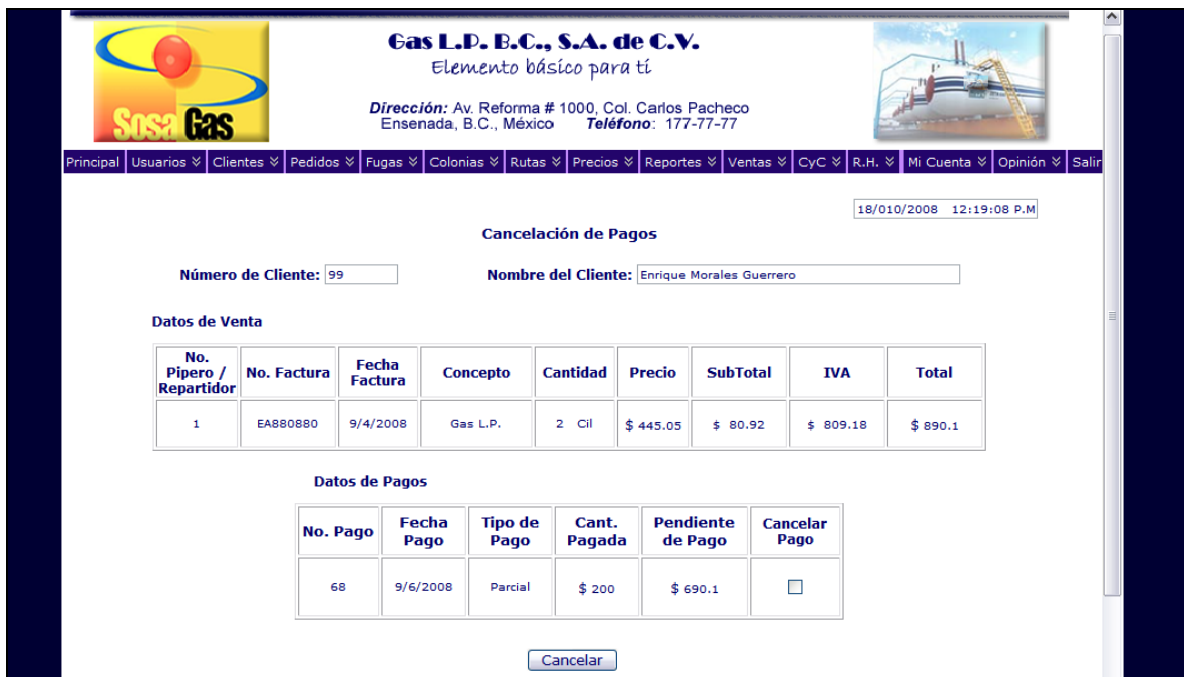 Sosa Gas
Gas L.P. B.C., S.A. de C.V.
Elemento básico para tí
Dirección: Av. Reforma # 1000, Col. Carlos Pacheco
Ensenada, B.C., México Teléfono: 177-77-77
Principal Usuarios Clientes Pedidos Fugas Colonias Rutas Precios Reportes Ventas CyC R.H. Mi Cuenta Opinión Salir
18/010/2008 12:19:08 P.M
Cancelación de Pagos
Número de Cliente: 99 Nombre del Cliente: Enrique Morales Guerrero
Datos de Venta
No. Pipero / Repartidor No. Factura Fecha Factura Concepto Cantidad Precio SubTotal IVA Total
1 EA880880 9/4/2008 Gas L.P. 2 Cil $ 445.05 $ 80.92 $ 809.18 $ 890.1
Datos de Pagos
No. Pago Fecha Pago Tipo de Pago Cant. Pagada Pendiente de Pago Cancelar Pago
68 9/6/2008 Parcial $ 200 $ 690.1
Cancelar